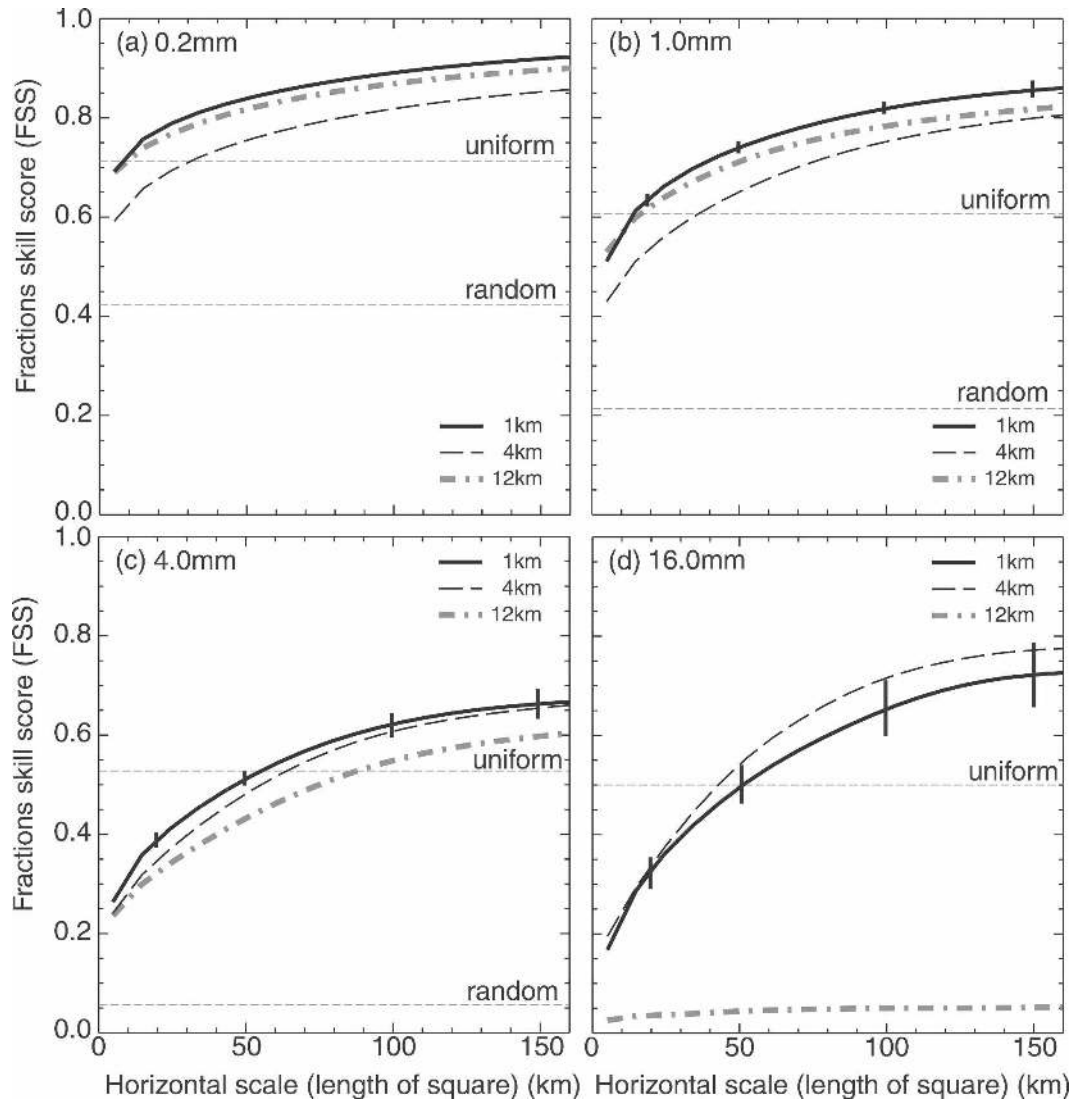 Fractions skill score (FSS)
1.0
0.8
0.6
0.4
0.2
0.0
(a) 0.2mm
uniform
random
1km
4km
12km
(b) 1.0mm
uniform
random
1km
4km
12km
Fractions skill score (FSS)
1.0
0.8
0.6
0.4
0.2
0.0
(c) 4.0mm
1km
4km
12km
uniform
random
0 50 100 150
Horizontal scale (length of square) (km)
(d) 16.0mm
1km
4km
12km
uniform
0 50 100 150
Horizontal scale (length of square) (km)